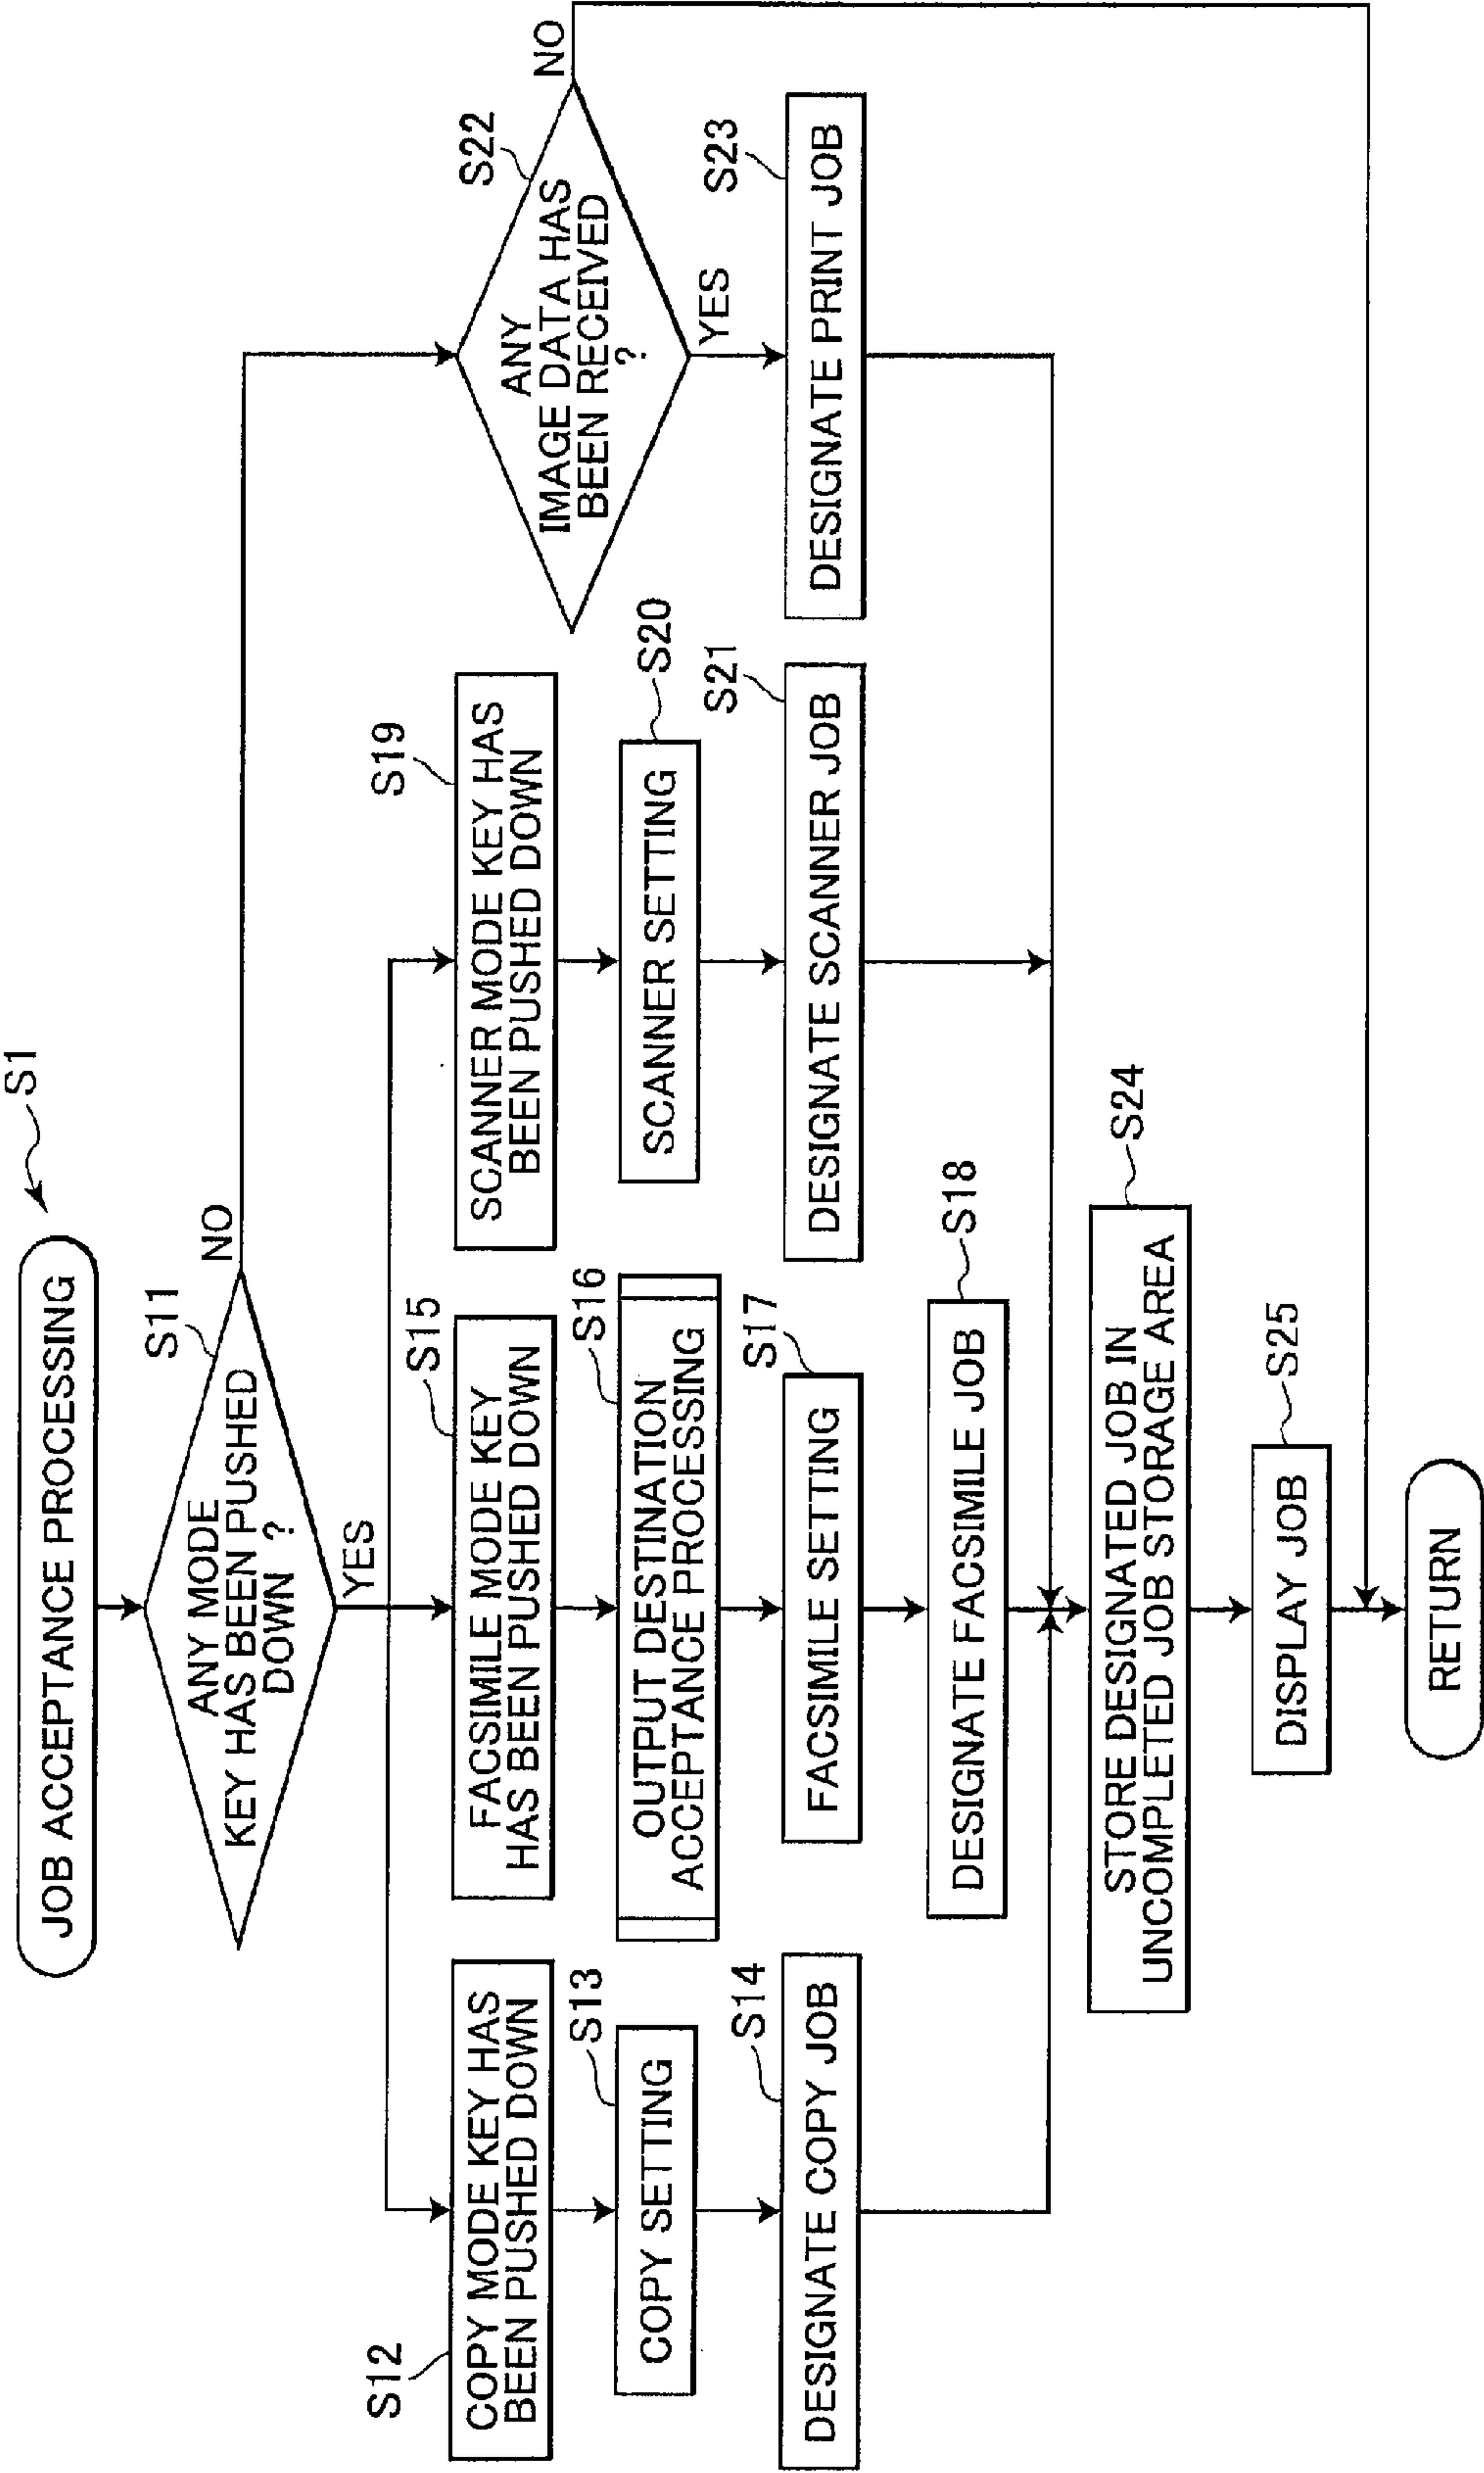 JOB ACCEPTANCE PROCESSING
S1
S11
ANY MODE
KEY HAS BEEN PUSHED
DOWN ?
NO
YES
S12
COPY MODE KEY HAS
BEEN PUSHED DOWN
S13
COPY SETTING
S14
DESIGNATE COPY JOB
S15
FACSIMILE MODE KEY
HAS BEEN PUSHED DOWN
S16
OUTPUT DESTINATION
ACCEPTANCE PROCESSING
S17
FACSIMILE SETTING
S18
DESIGNATE FACSIMILE JOB
S19
SCANNER MODE KEY HAS
BEEN PUSHED DOWN
S20
SCANNER SETTING
S21
DESIGNATE SCANNER JOB
S22
ANY
IMAGE DATA HAS
BEEN RECEIVED
?
NO
YES
S23
DESIGNATE PRINT JOB
S24
STORE DESIGNATED JOB IN
UNCOMPLETED JOB STORAGE AREA
S25
DISPLAY JOB
RETURN